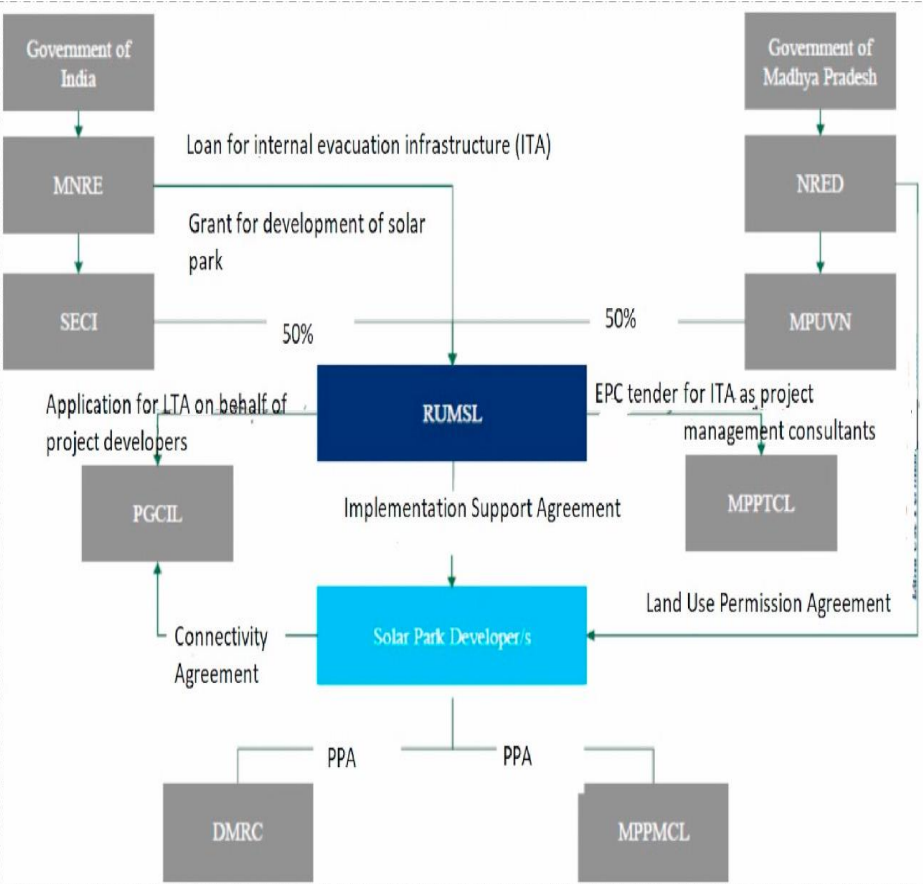 Government of
India
Government of
Madhya Pradesh
Loan for internal evacuation infrastructure (ITA)
MNRE
NRED
Grant for development of solar
park
SECI
50%
50%
MPUVN
Application for LTA on behalf of
project developers
RUMSL
EPC tender for ITA as project
management consultants
PGCIL
Implementation Support Agreement
MPPTCL
Land Use Permission Agreement
Connectivity
Agreement
Solar Park Developer/s
PPA
PPA
DMRC
MPPMCL